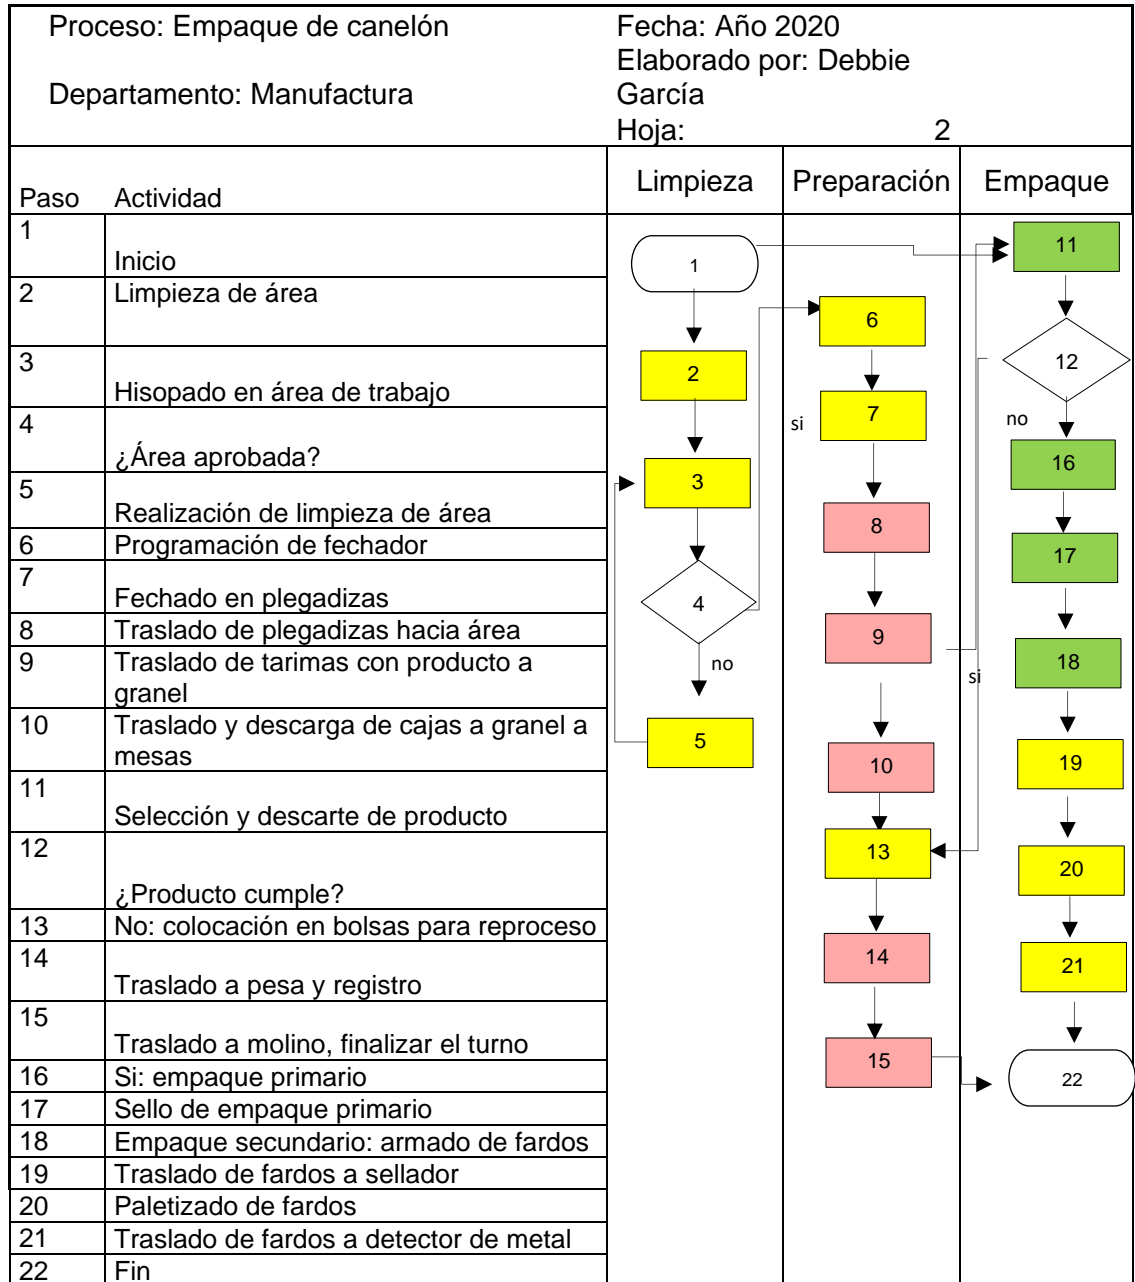 Proceso: Empaque de canelón
Departamento: Manufactura
Fecha: Año 2020
Elaborado por: Debbie
García
Hoja: 2
Paso Actividad
Limpieza
Preparación
Empaque
1 Inicio
2 Limpieza de área
3 Hisopado en área de trabajo
4 ¿Área aprobada?
5 Realización de limpieza de área
6 Programación de fechador
7 Fechado en plegadizas
8 Traslado de plegadizas hacia área
9 Traslado de tarimas con producto a
granel
10 Traslado y descarga de cajas a granel a
mesas
11 Selección y descarte de producto
12 ¿Producto cumple?
13 No: colocación en bolsas para reproceso
14 Traslado a pesa y registro
15 Traslado a molino, finalizar el turno
16 Si: empaque primario
17 Sello de empaque primario
18 Empaque secundario: armado de fardos
19 Traslado de fardos a sellador
20 Paletizado de fardos
21 Traslado de fardos a detector de metal
22 Fin
1
2
3
4
no
5
6
si
7
8
9
10
13
14
15
11
12
no
16
17
si
18
19
20
21
22